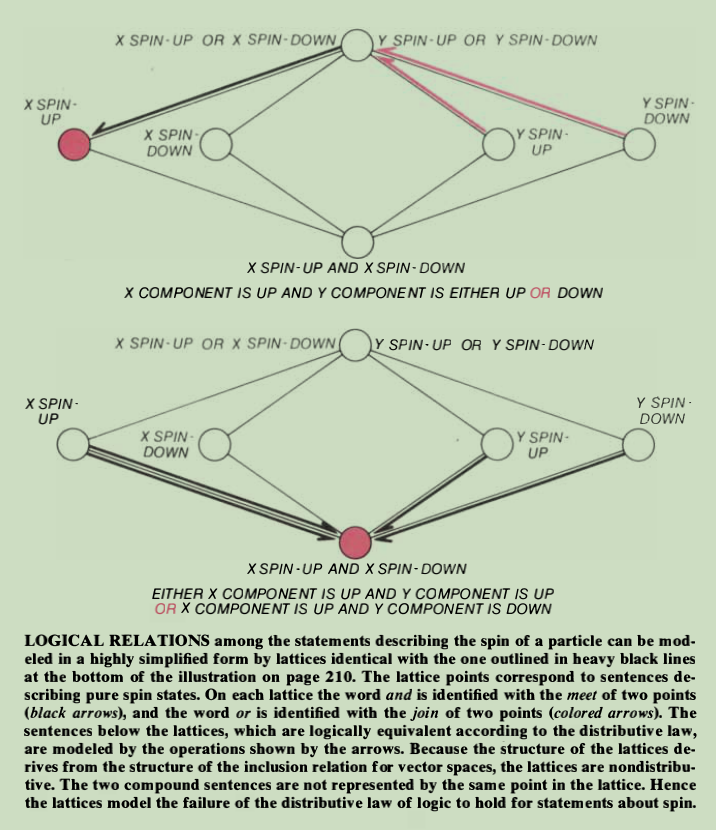 X SPIN-UP OR X SPIN-DOWN Y SPIN-UP OR Y SPIN-DOWN
X SPIN-
UP
Y SPIN-
DOWN
X SPIN-
DOWN
Y SPIN-
UP
X SPIN-UP AND X SPIN-DOWN
X COMPONENT IS UP AND Y COMPONENT IS EITHER UP OR DOWN
X SPIN-UP OR X SPIN-DOWN Y SPIN-UP OR Y SPIN-DOWN
X SPIN-
UP
Y SPIN-
DOWN
X SPIN-
DOWN
Y SPIN-
UP
X SPIN-UP AND X SPIN-DOWN
EITHER X COMPONENT IS UP AND Y COMPONENT IS UP
OR X COMPONENT IS UP AND Y COMPONENT IS DOWN
LOGICAL RELATIONS among the statements describing the spin of a particle can be mod-
eled in a highly simplified form by lattices identical with the one outlined in heavy black lines
at the bottom of the illustration on page 210. The lattice points correspond to sentences de-
scribing pure spin states. On each lattice the word and is identified with the meet of two points
(black arrows), and the word or is identified with the join of two points (colored arrows). The
sentences below the lattices, which are logically equivalent according to the distributive law,
are modeled by the operations shown by the arrows. Because the structure of the lattices de-
rives from the structure of the inclusion relation for vector spaces, the lattices are nondistribu-
tive. The two compound sentences are not represented by the same point in the lattice. Hence
the lattices model the failure of the distributive law of logic to hold for statements about spin.